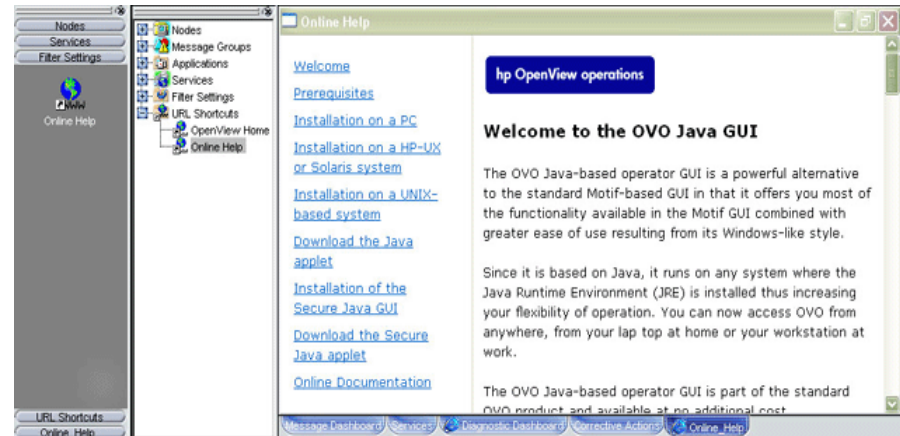 Nodes
Services
Filter Settings
WWW
Online Help
URL Shortcuts
Online Help
Nodes
Message Groups
Applications
Services
Filter Settings
URL Shortcuts
OpenView Home
Online Help
Online Help
Welcome
Prerequisites
Installation on a PC
Installation on a HP-UX
or Solaris system
Installation on a UNIX-
based system
Download the Java
applet
Installation of the
Secure Java GUI
Download the Secure
Java applet
Online Documentation
hp OpenView operations
Welcome to the OVO Java GUI
The OVO Java-based operator GUI is a powerful alternative
to the standard Motif-based GUI in that it offers you most of
the functionality available in the Motif GUI combined with
greater ease of use resulting from its Windows-like style.
Since it is based on Java, it runs on any system where the
Java Runtime Environment (JRE) is installed thus increasing
your flexibility of operation. You can now access OVO from
anywhere, from your lap top at home or your workstation at
work.
The OVO Java-based operator GUI is part of the standard
OVO product and available at no additional cost.
Message Dashboard Services Diagnostic Dashboard Corrective Actions Online_Help